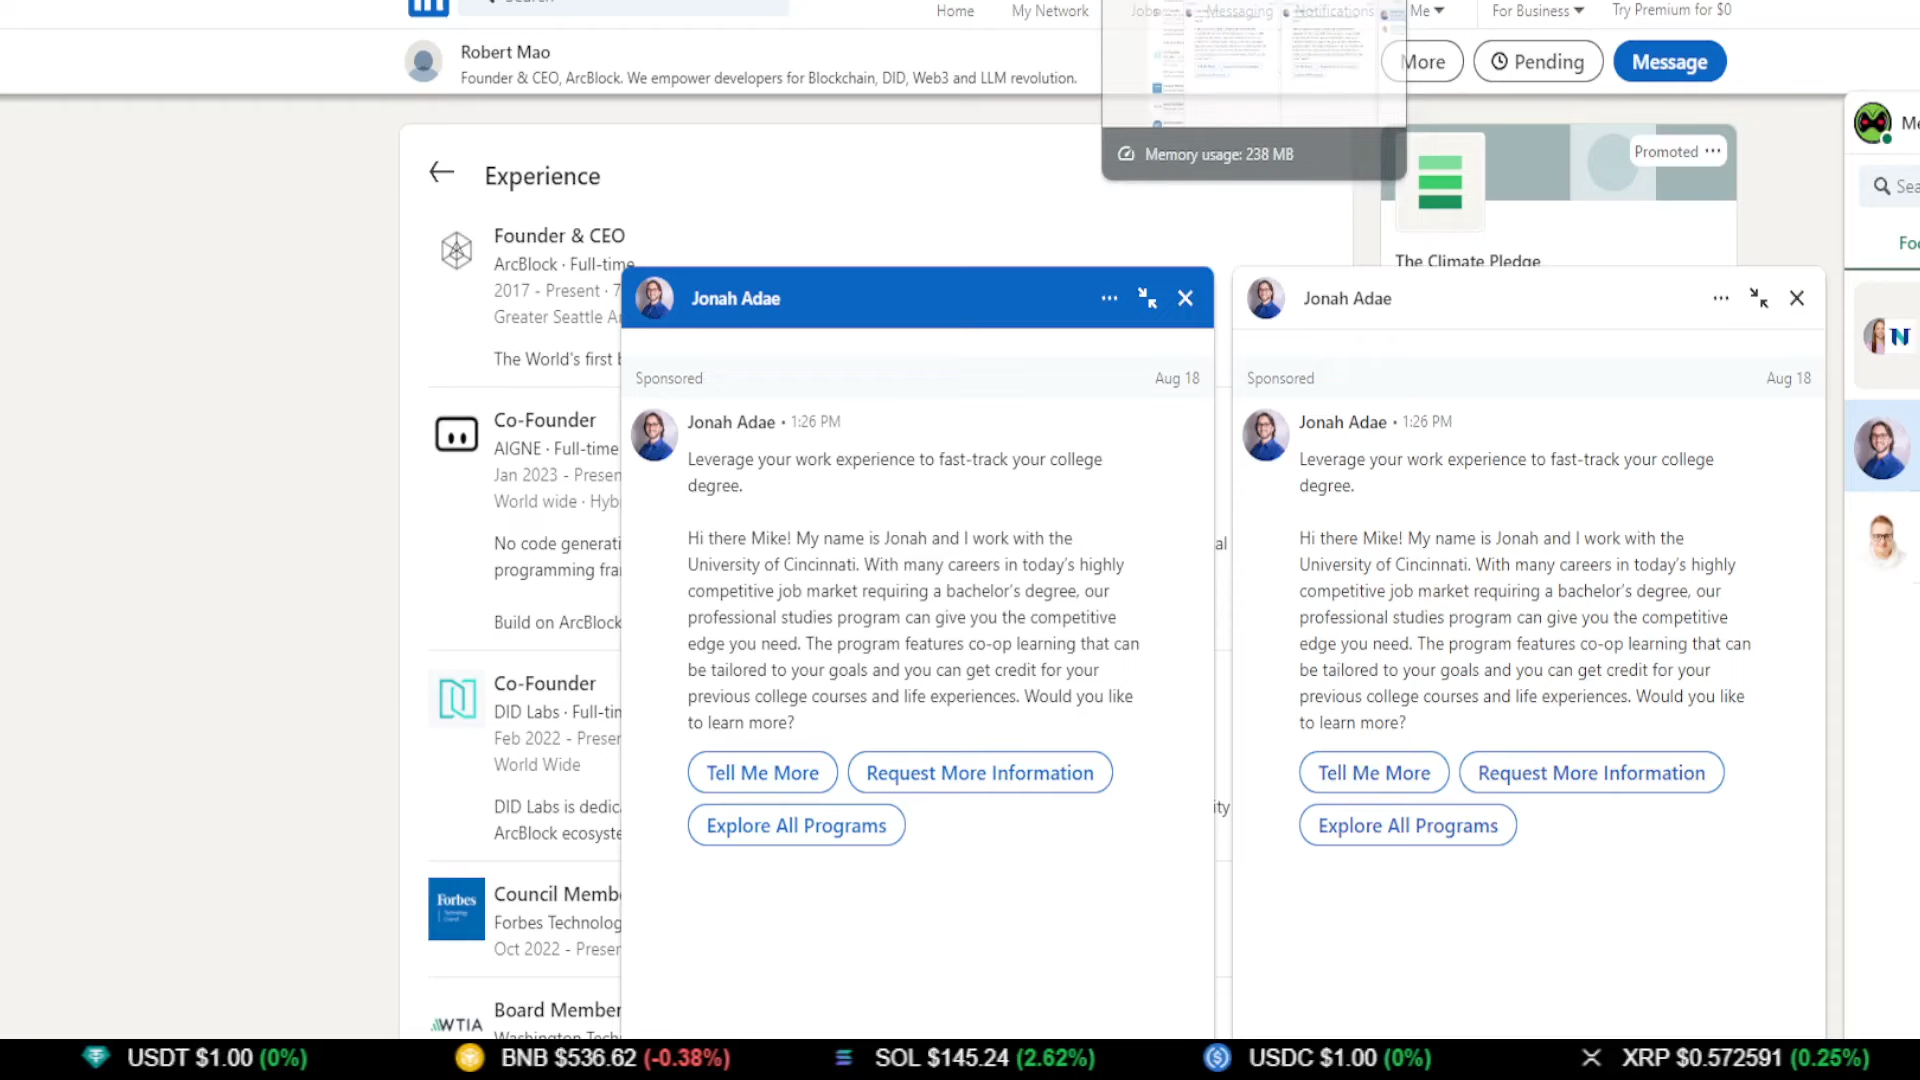 Search
Home
My Network
Jobs
Messaging
Notifications
Me
For Business
Try Premium for $0
Robert Mao
Founder & CEO, ArcBlock. We empower developers for Blockchain, DID, Web3 and LLM revolution.
More
Pending
Message
Memory usage: 238 MB
Promoted
The Climate Pledge
Experience
Founder & CEO
ArcBlock · Full-time
2017 - Present · 7
Greater Seattle
The World's first
Co-Founder
AIGNE · Full-time
Jan 2023 -
World wide ·
No code
programming
Build on ArcBlock
Co-Founder
DID Labs ·
Feb 2022 -
World Wide
DID Labs is
ArcBlock
Forbes
Council
Forbes
Oct 2022 -
WTIA
Board Member
Jonah Adae
Sponsored
Aug 18
Jonah Adae • 1:26 PM
Leverage your work experience to fast-track your college
degree.
Hi there Mike! My name is Jonah and I work with the
University of Cincinnati. With many careers in today's highly
competitive job market requiring a bachelor's degree, our
professional studies program can give you the competitive
edge you need. The program features co-op learning that can
be tailored to your goals and you can get credit for your
previous college courses and life experiences. Would you like
to learn more?
Tell Me More
Request More Information
Explore All Programs
Jonah Adae
Sponsored
Aug 18
Jonah Adae • 1:26 PM
Leverage your work experience to fast-track your college
degree.
Hi there Mike! My name is Jonah and I work with the
University of Cincinnati. With many careers in today's highly
competitive job market requiring a bachelor's degree, our
professional studies program can give you the competitive
edge you need. The program features co-op learning that can
be tailored to your goals and you can get credit for your
previous college courses and life experiences. Would you like
to learn more?
Tell Me More
Request More Information
Explore All Programs
N
USDT $1.00 (0%)
BNB $536.62 (-0.38%)
SOL $145.24 (2.62%)
USDC $1.00 (0%)
XRP $0.572591 (0.25%)